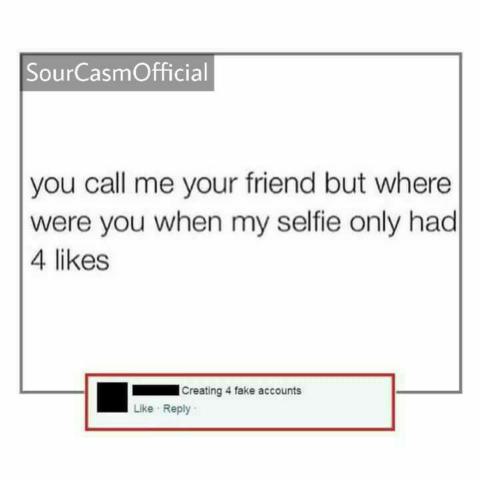 SourCasmOfficial
you call me your friend but where
were you when my selfie only had
4 likes
Creating 4 fake accounts
Like · Reply ·